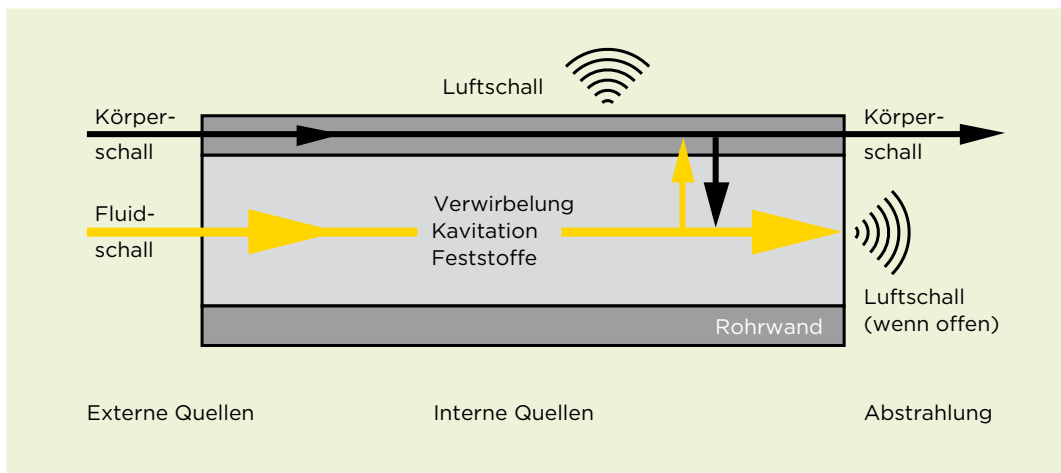 Luftschall
Körper-
schall
Körper-
schall
Fluid-
schall
Verwirbelung
Kavitation
Feststoffe
Luftschall
(wenn offen)
Rohrwand
Externe Quellen
Interne Quellen
Abstrahlung